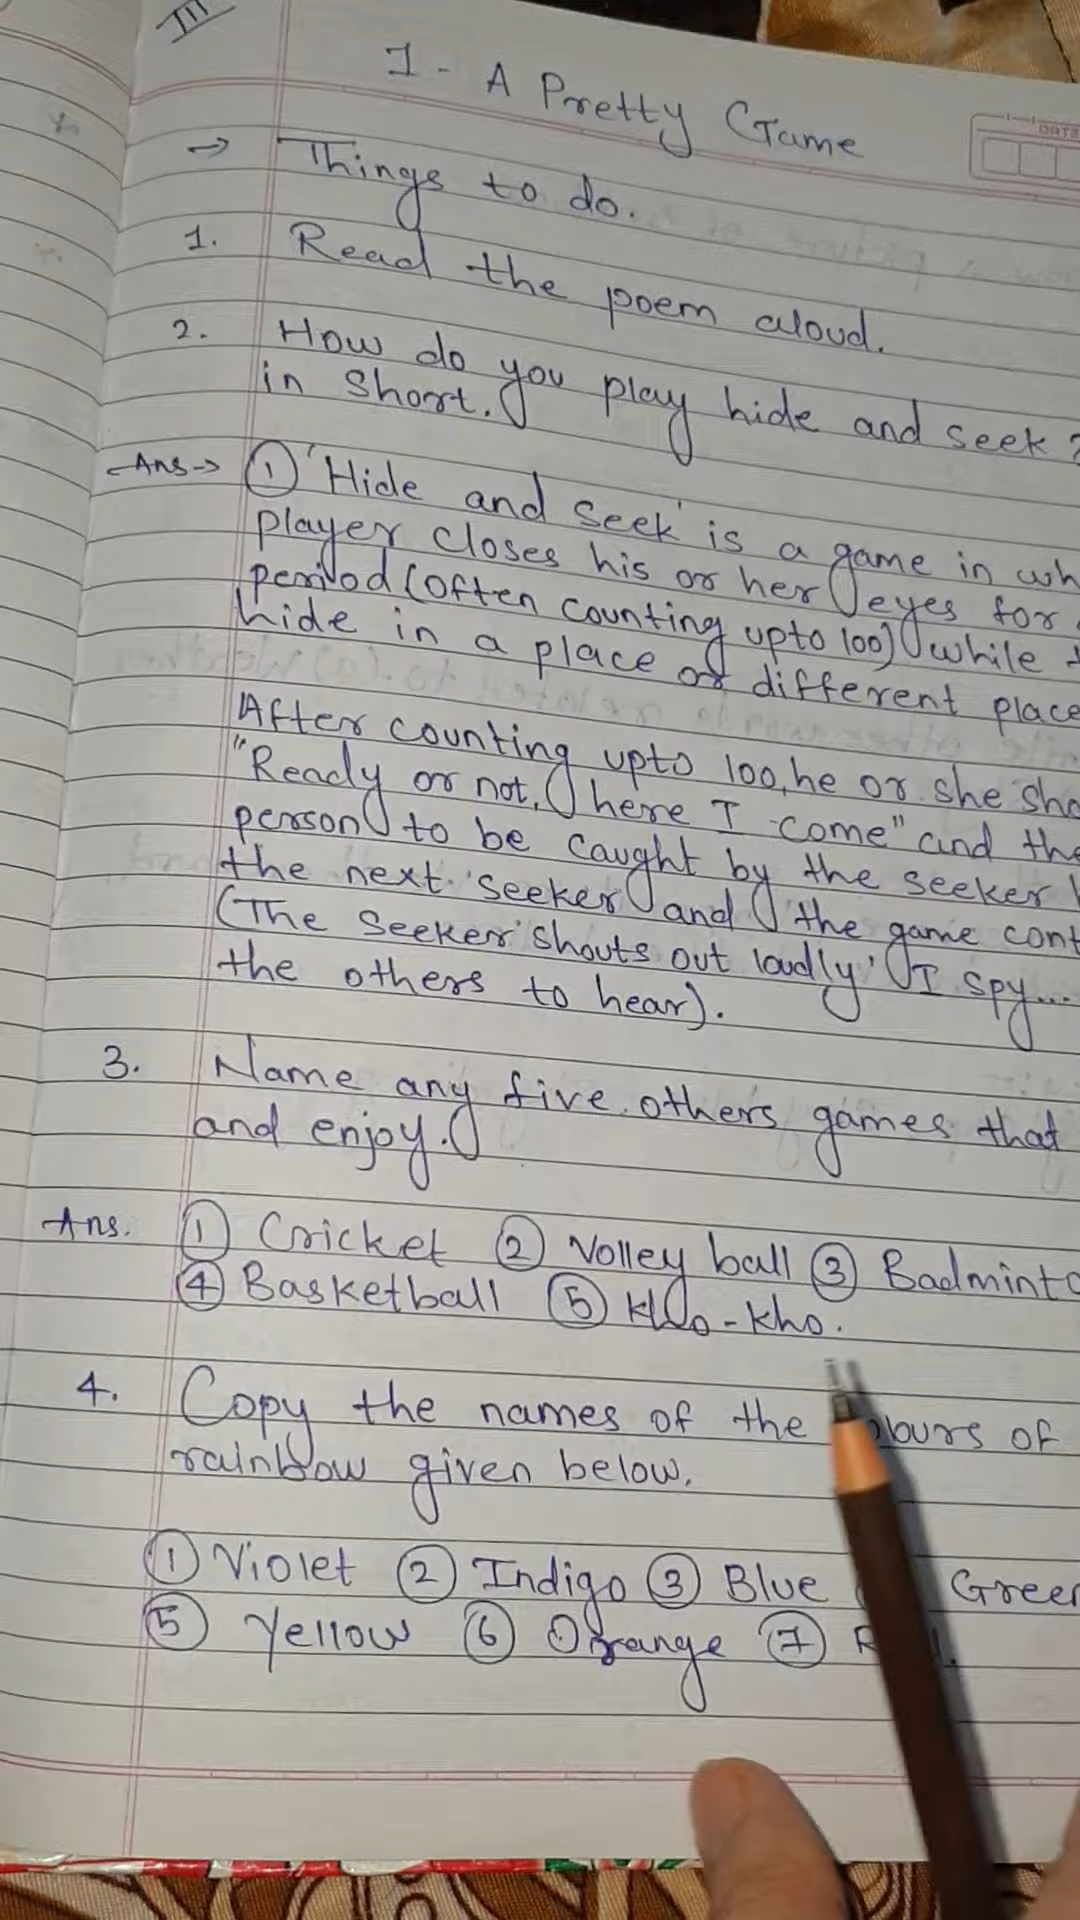 III
1 - A Pretty Game
DATE
→ Things to do.
1. Read the poem aloud.
2. How do you play hide and seek?
in short.
Ans → ① 'Hide and seek' is a game in wh
player closes his or her eyes for
period (often counting upto 100) while
hide in a place or different place
After counting upto 100, he or she sho
"Ready or not, here I come" and the
person to be caught by the seeker
the next 'seeker' and the game cont
(The seeker shouts out loudly 'I spy...
the others to hear).
3. Name any five others games that
and enjoy.
Ans. ① Cricket ② Volley ball ③ Badminto
④ Basketball ⑤ Kho-kho.
4. Copy the names of the lours of
rainbow given below.
① Violet ② Indigo ③ Blue Green
⑤ Yellow ⑥ Orange ⑦